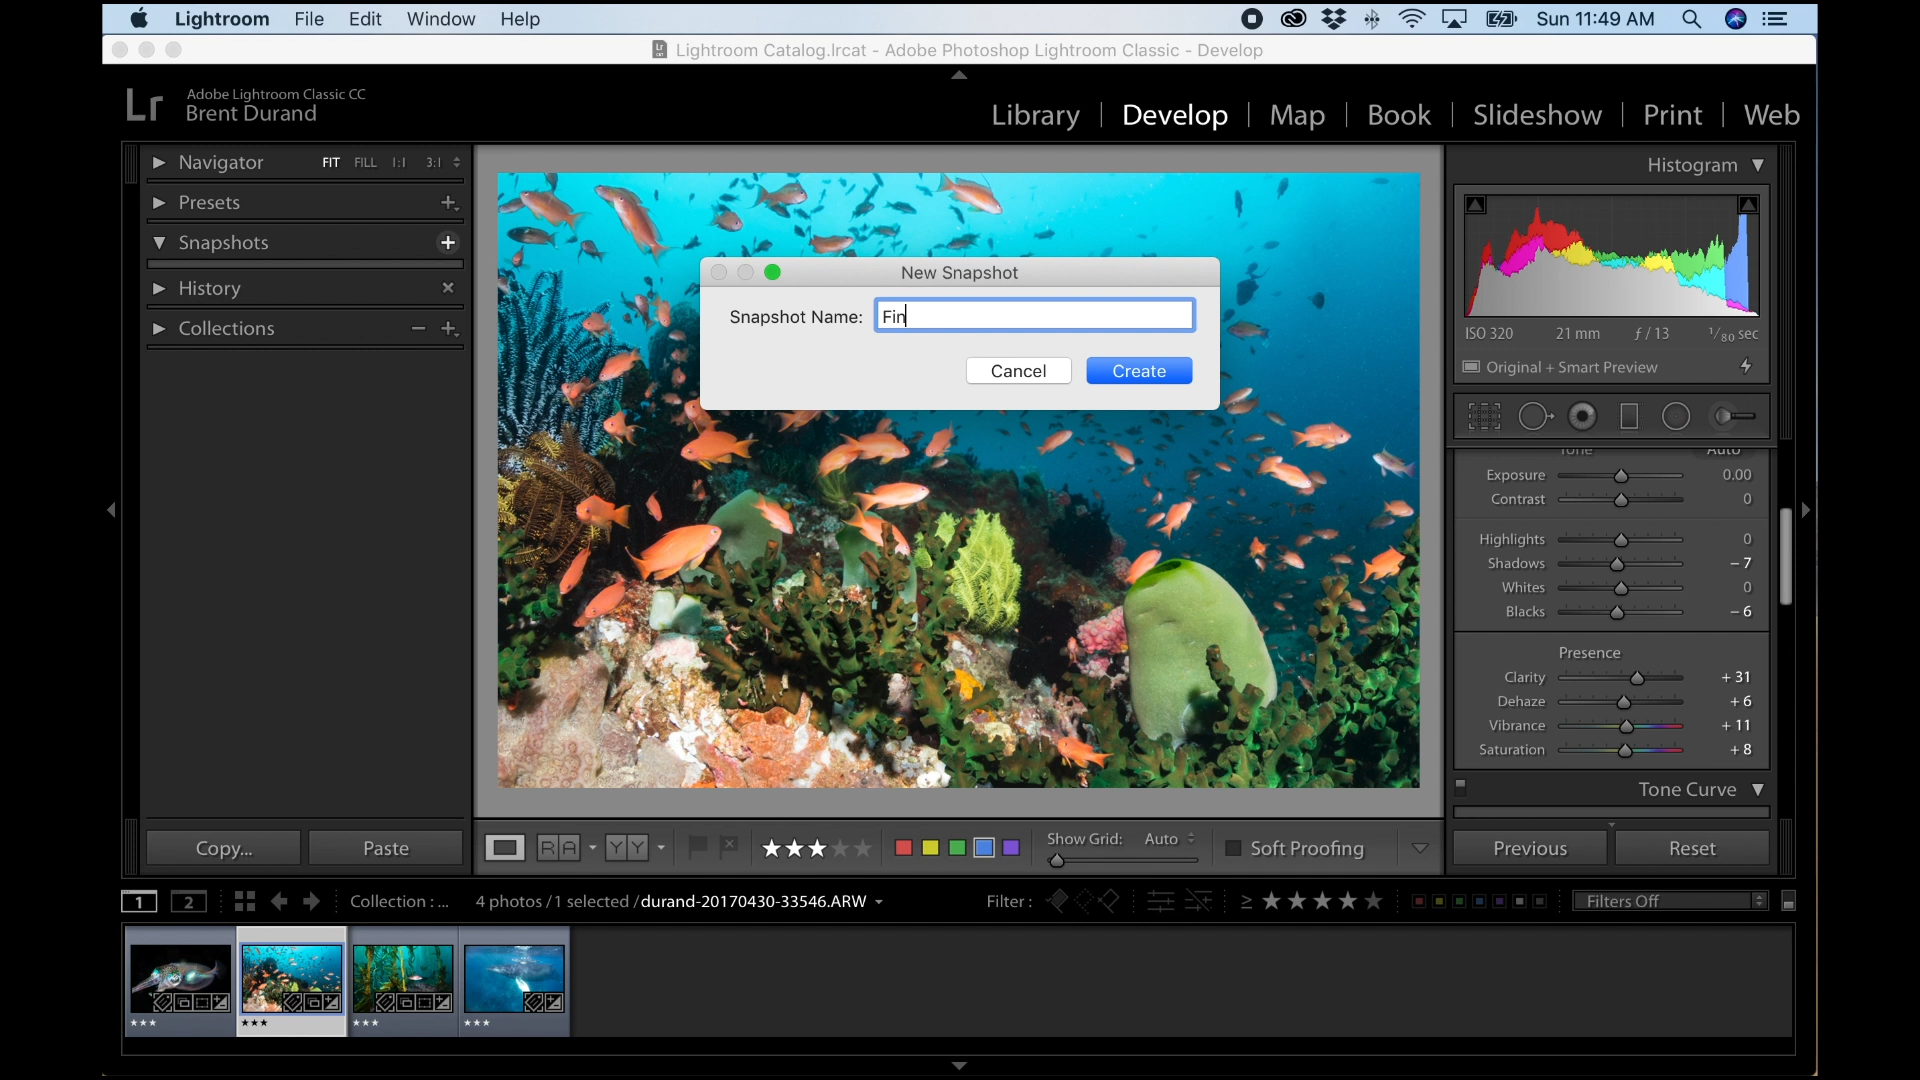 Lightroom File Edit Window Help
Sun 11:49 AM
Lightroom Catalog.lrcat - Adobe Photoshop Lightroom Classic - Develop
Lr Adobe Lightroom Classic CC
Brent Durand
Library | Develop | Map | Book | Slideshow | Print | Web
Navigator FIT FILL 1:1 3:1
Presets
Snapshots
History
Collections
New Snapshot
Snapshot Name: Fin
Cancel Create
Histogram
ISO 320 21 mm ƒ / 13 1/80 sec
Original + Smart Preview
Tone Auto
Exposure 0.00
Contrast 0
Highlights 0
Shadows – 7
Whites 0
Blacks – 6
Presence
Clarity + 31
Dehaze + 6
Vibrance + 11
Saturation + 8
Tone Curve
Copy... Paste
R A Y Y
Show Grid: Auto
Soft Proofing
Previous Reset
1 2
Collection : ...
4 photos / 1 selected / durand-20170430-33546.ARW
Filter :
≥
Filters Off